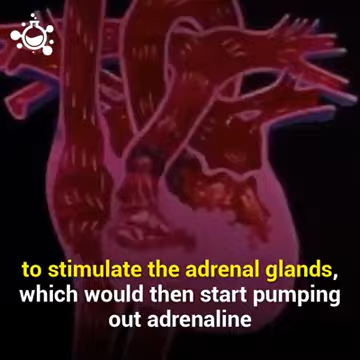 to stimulate the adrenal glands,
which would then start pumping
out adrenaline